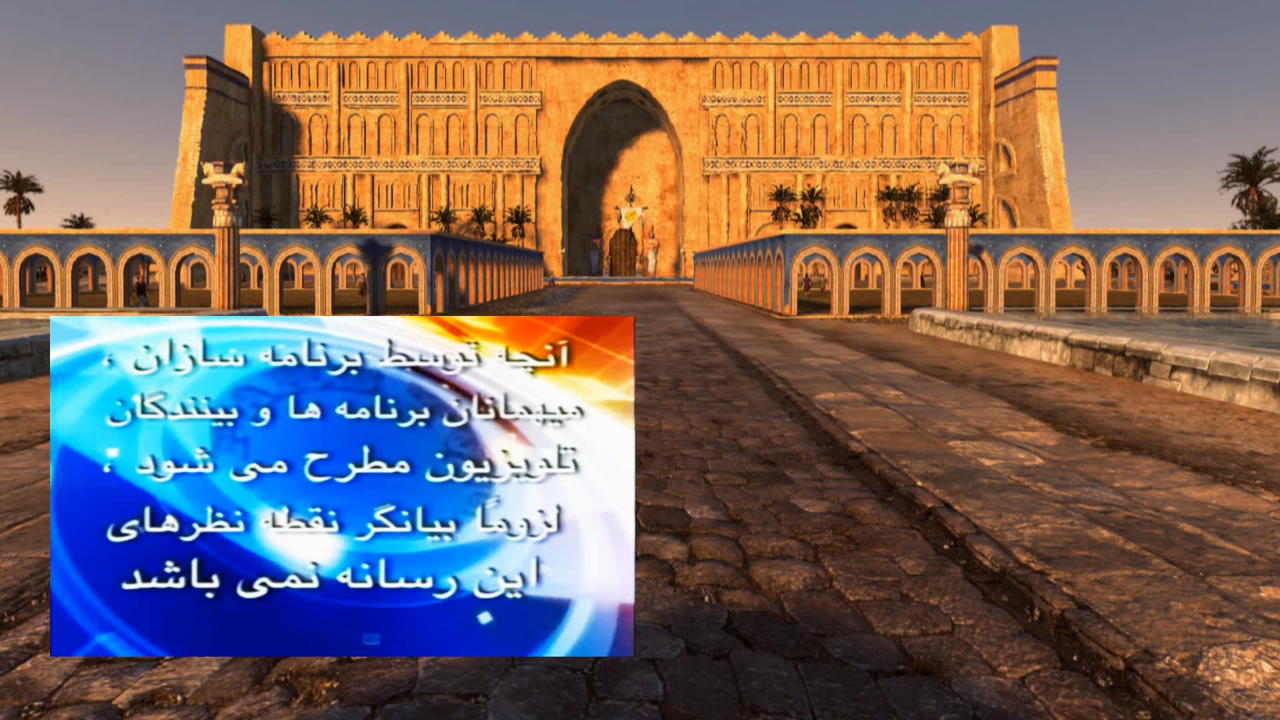 آنچه توسط برنامه سازان ،
میهمانان برنامه ها و بینندگان
تلویزیون مطرح می شود ؛
لزوماً بیانگر نقطه نظرهای
این رسانه نمی باشد